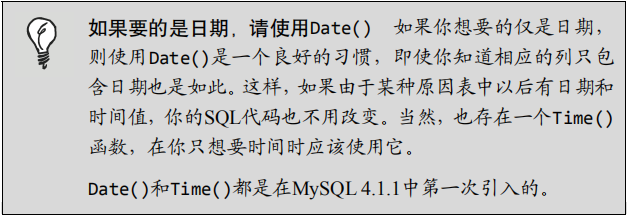 如果要的是日期，请使用Date() 如果你想要的仅是日期，
则使用Date()是一个良好的习惯，即使你知道相应的列只包
含日期也是如此。这样，如果由于某种原因表中以后有日期和
时间值，你的SQL代码也不用改变。当然，也存在一个Time()
函数，在你只想要时间时应该使用它。
Date()和Time()都是在MySQL 4.1.1中第一次引入的。